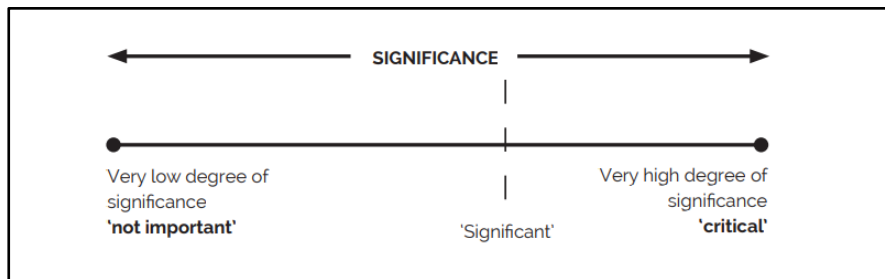 SIGNIFICANCE
Very low degree of
significance
‘not important’
‘Significant’
Very high degree of
significance
‘critical’